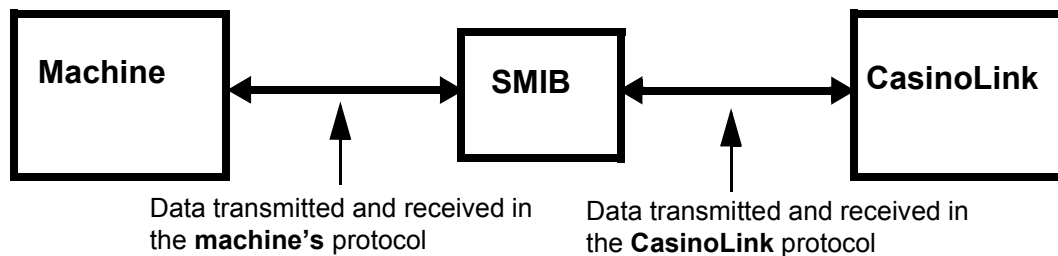 Machine
SMIB
CasinoLink
Data transmitted and received in
the machine's protocol
Data transmitted and received in
the CasinoLink protocol